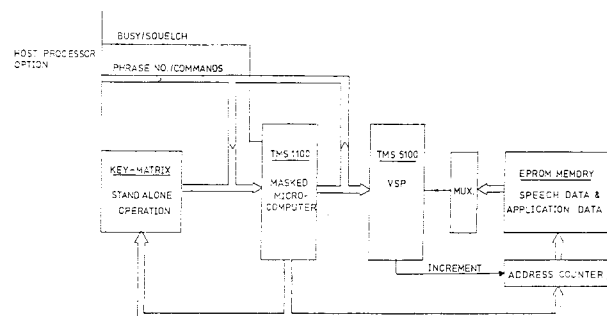 BUSY/SQUELCH
HOST PROCESSOR
OPTION
PHRASE NO./COMMANDS
KEY-MATRIX
STAND ALONE
OPERATION
TMS 1100
MASKED
MICRO-
COMPUTER
TMS 5100
VSP
MUX.
EPROM MEMORY
SPEECH DATA &
APPLICATION DATA
INCREMENT
ADDRESS COUNTER